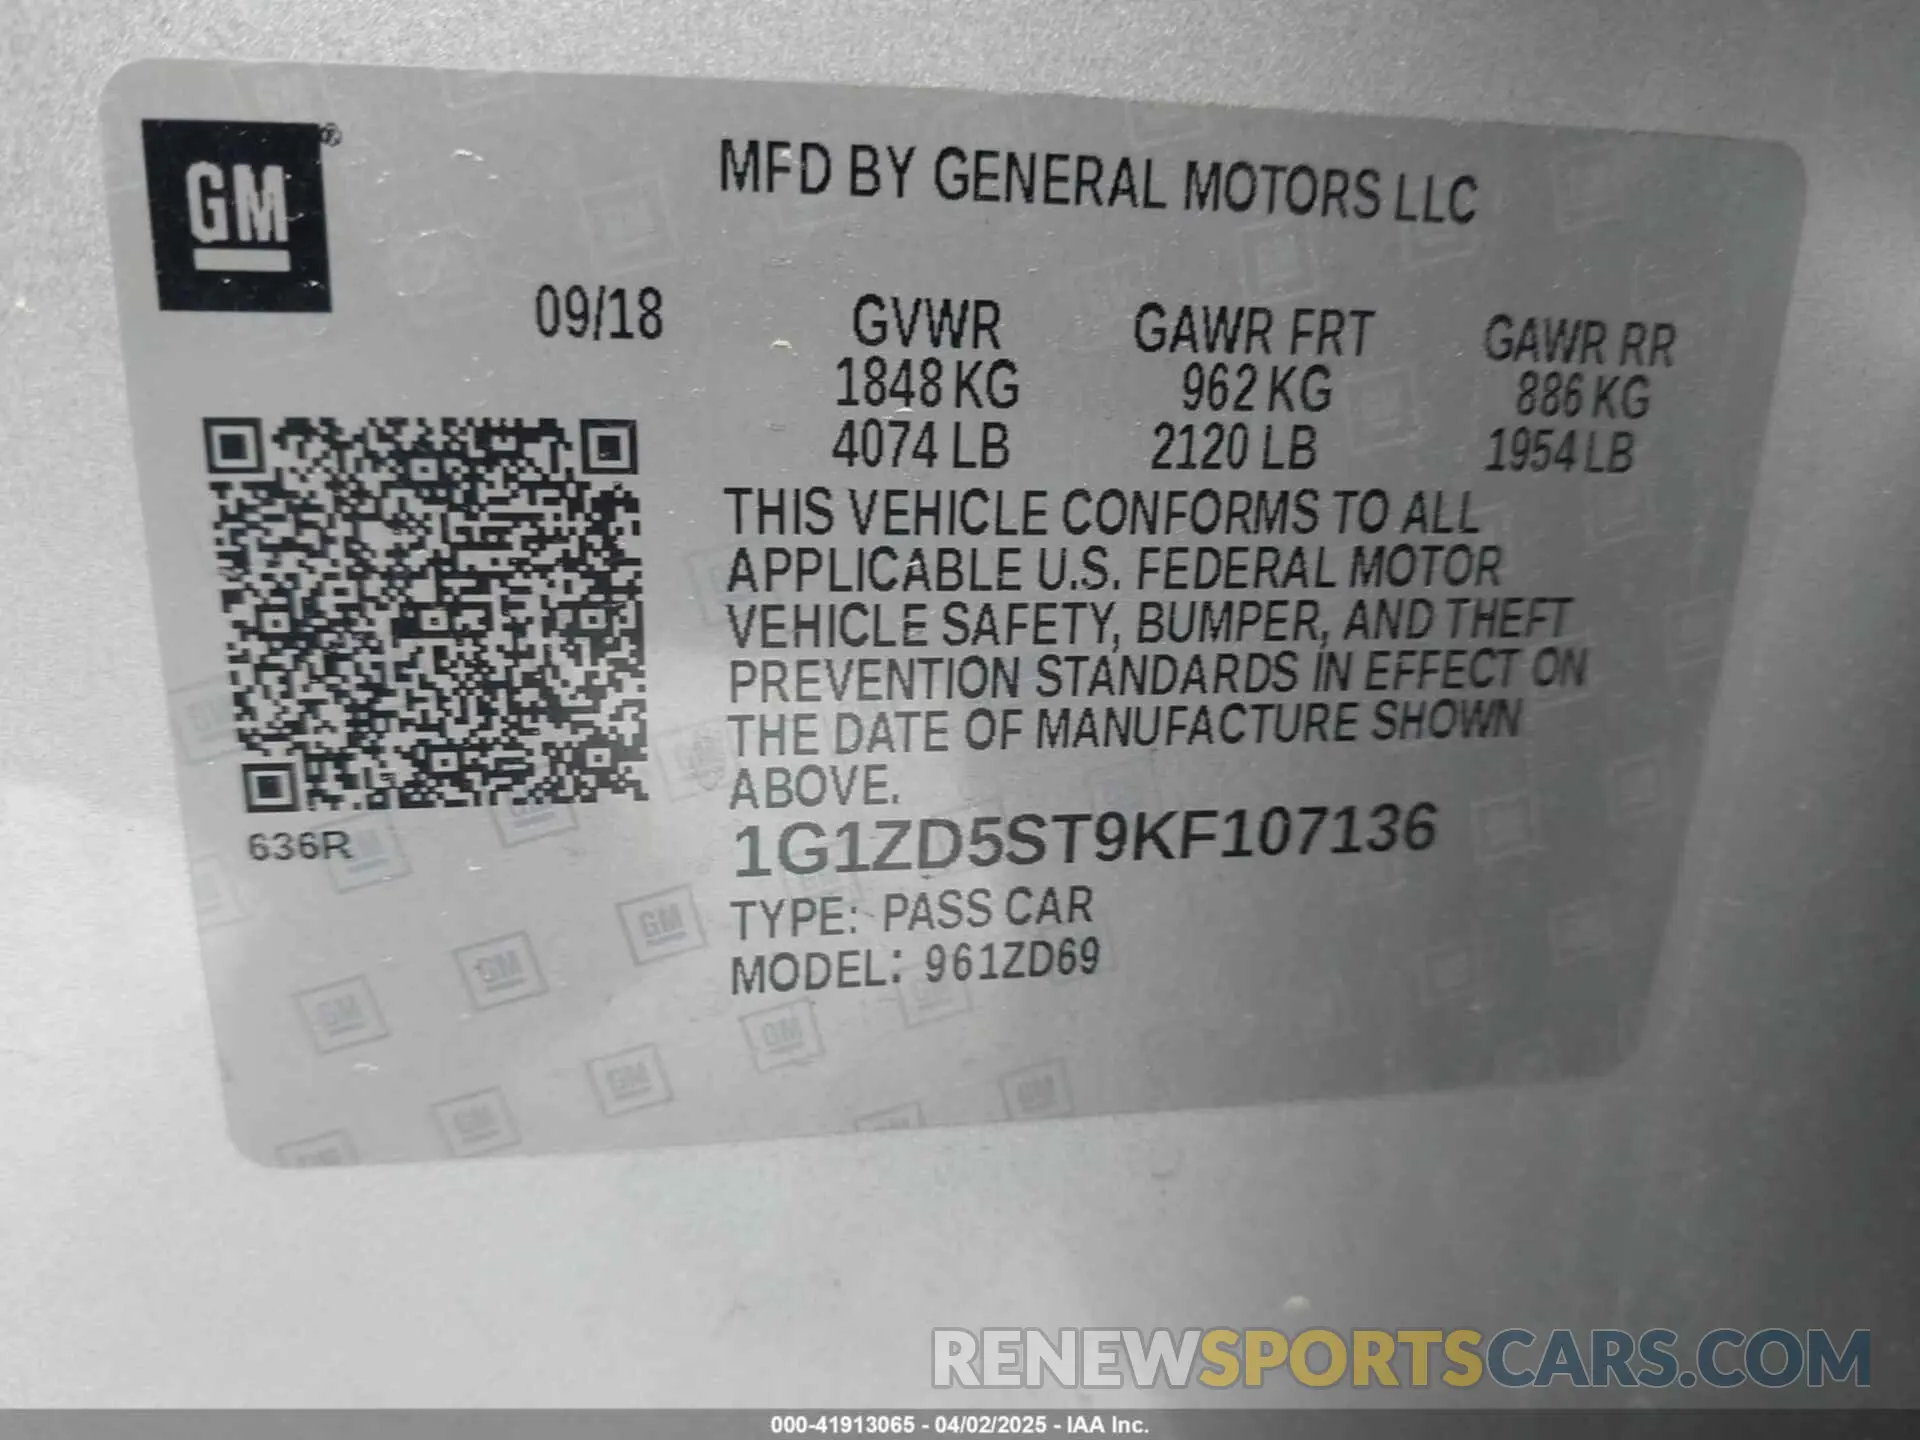 GM®
MFD BY GENERAL MOTORS LLC
09/18
GVWR
1848 KG
4074 LB
GAWR FRT
962 KG
2120 LB
GAWR RR
886 KG
1954 LB
THIS VEHICLE CONFORMS TO ALL
APPLICABLE U.S. FEDERAL MOTOR
VEHICLE SAFETY, BUMPER, AND THEFT
PREVENTION STANDARDS IN EFFECT ON
THE DATE OF MANUFACTURE SHOWN
ABOVE.
636R
1G1ZD5ST9KF107136
TYPE: PASS CAR
MODEL: 961ZD69
RENEWSPORTSCARS.COM
000-41913065 - 04/02/2025 - IAA Inc.